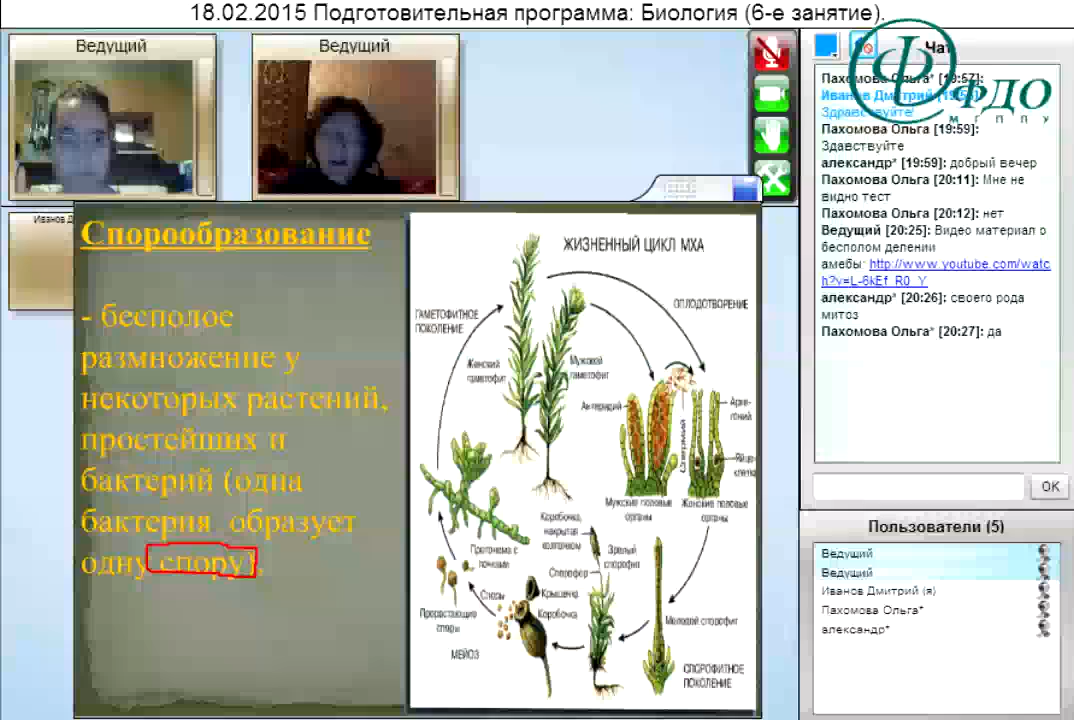 18.02.2015 Подготовительная программа: Биология (6-е занятие).
Ведущий
Ведущий
Чат
ФДО
МГППУ
Пахомова Ольга* [19:57]:
Иванов Дмитрий
Здравствуйте!
Пахомова Ольга [19:59]:
Здавствуйте
александр* [19:59]: добрый вечер
Пахомова Ольга [20:11]: Мне не
видно тест
Пахомова Ольга [20:12]: нет
Ведущий [20:25]: Видео материал о
бесполом делении
амебы: http://www.youtube.com/watc
h?v=L-6kEf_R0_Y
александр* [20:26]: своего рода
митоз
Пахомова Ольга* [20:27]: да
OK
Пользователи (5)
Ведущий
Ведущий
Иванов Дмитрий (я)
Пахомова Ольга*
александр*
Иванов Д
Спорообразование
- бесполое
размножение у
некоторых растений,
простейших и
бактерий (одна
бактерия образует
одну спору).
ЖИЗНЕННЫЙ ЦИКЛ МХА
ОПЛОДОТВОРЕНИЕ
ГАМЕТОФИТНОЕ
ПОКОЛЕНИЕ
Женский
гаметофит
Мужской
гаметофит
Антеридий
Архе-
гоний
Спермий
Яйце-
клетка
Мужские половые
органы
Женские половые
органы
Коробочка,
накрытая
колпачком
Зрелый
спорофит
Протонема с
почками
Спорофор
Крышечка
Споры
Коробочка
Прорастающие
споры
Молодой спорофит
МЕЙОЗ
СПОРОФИТНОЕ
ПОКОЛЕНИЕ